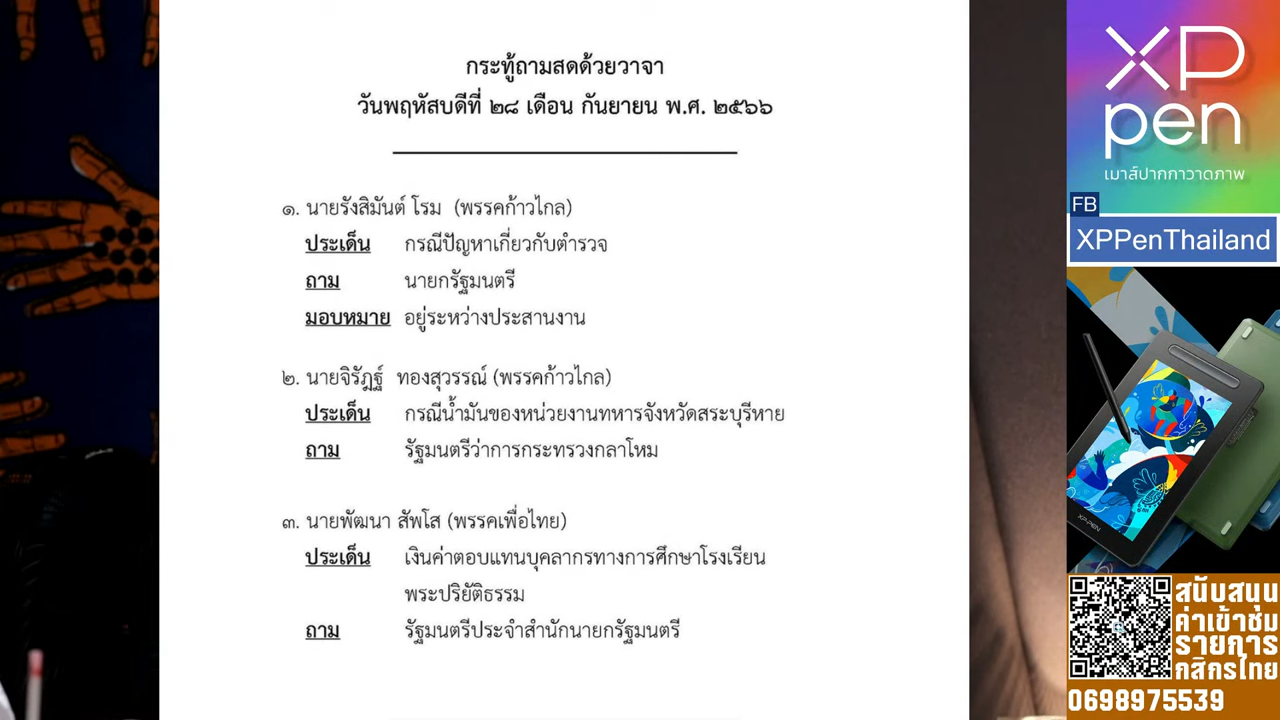 กระทู้ถามสดด้วยวาจา
วันพฤหัสบดีที่ ๒๘ เดือน กันยายน พ.ศ. ๒๕๖๖
๑. นายรังสิมันต์ โรม (พรรคก้าวไกล)
ประเด็น กรณีปัญหาเกี่ยวกับตำรวจ
ถาม นายกรัฐมนตรี
มอบหมาย อยู่ระหว่างประสานงาน
๒. นายจิรัฏฐ์ ทองสุวรรณ์ (พรรคก้าวไกล)
ประเด็น กรณีน้ำมันของหน่วยงานทหารจังหวัดสระบุรีหาย
ถาม รัฐมนตรีว่าการกระทรวงกลาโหม
๓. นายพัฒนา สัพโส (พรรคเพื่อไทย)
ประเด็น เงินค่าตอบแทนบุคลากรทางการศึกษาโรงเรียน
พระปริยัติธรรม
ถาม รัฐมนตรีประจำสำนักนายกรัฐมนตรี
XP
pen
เมาส์ปากกาวาดภาพ
FB
XPPenThailand
XP-PEN
สนับสนุน
ค่าเข้าชม
รายการ
กสิกรไทย
0698975539